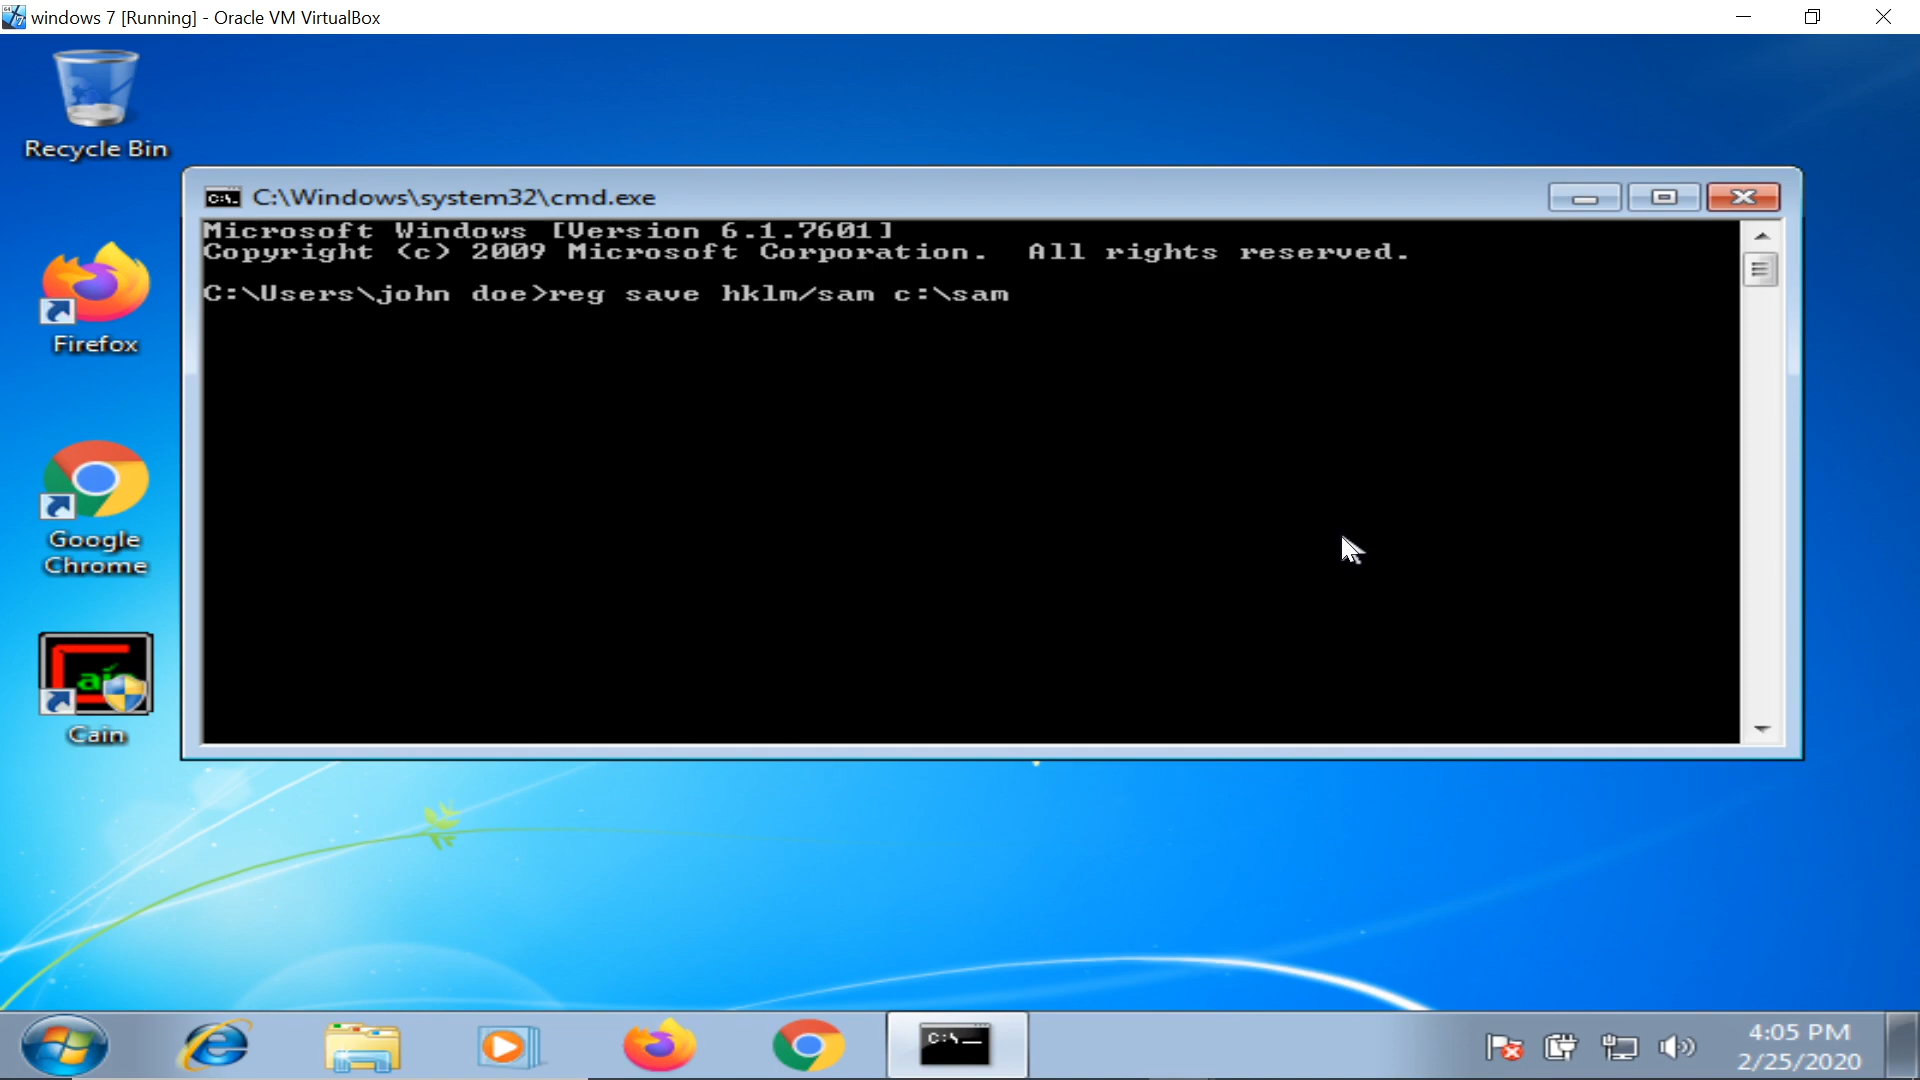 windows 7 [Running] - Oracle VM VirtualBox
Recycle Bin
C:\Windows\system32\cmd.exe
Microsoft Windows [Version 6.1.7601]
Copyright (c) 2009 Microsoft Corporation.  All rights reserved.
C:\Users\john doe>reg save hklm/sam c:\sam
Firefox
Google
Chrome
Cain
4:05 PM
2/25/2020